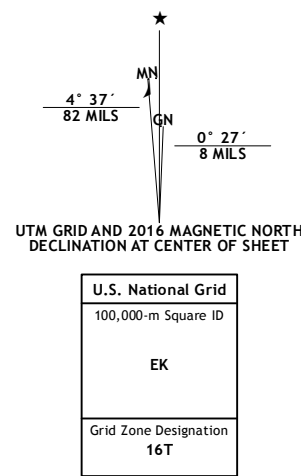 MN
4° 37´
82 MILS
GN
0° 27´
8 MILS
UTM GRID AND 2016 MAGNETIC NORTH
DECLINATION AT CENTER OF SHEET
U.S. National Grid
100,000-m Square ID
EK
Grid Zone Designation
16T